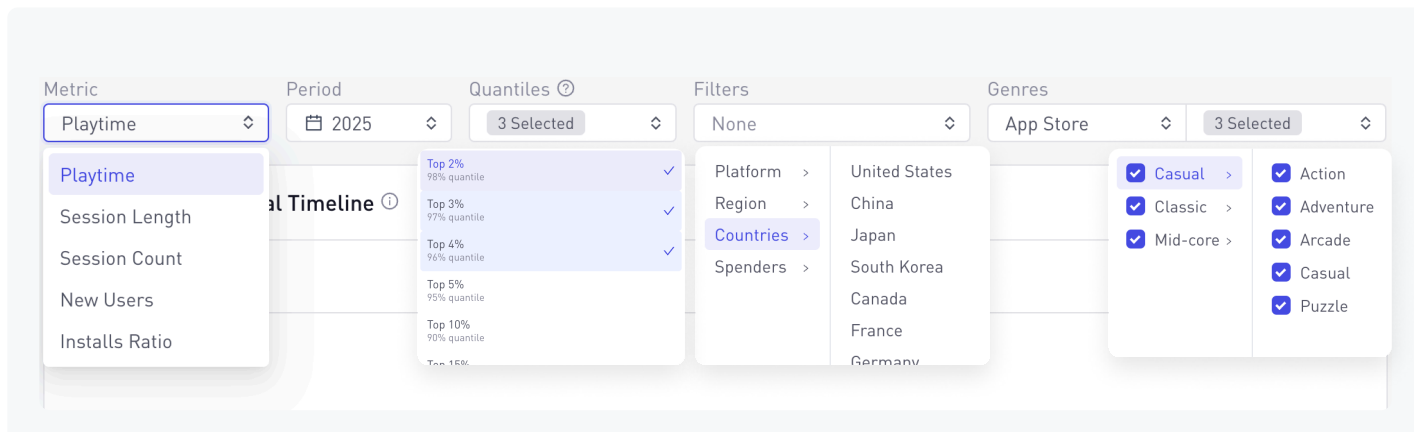 Metric
Period
Quantiles
Filters
Genres
Playtime
2025
3 Selected
None
App Store
3 Selected
Playtime
Session Length
Session Count
New Users
Installs Ratio
al Timeline
Top 2%
98% quantile
Top 3%
97% quantile
Top 4%
96% quantile
Top 5%
95% quantile
Top 10%
90% quantile
Top 15%
Platform
Region
Countries
Spenders
United States
China
Japan
South Korea
Canada
France
Germany
Casual
Classic
Mid-core
Action
Adventure
Arcade
Casual
Puzzle